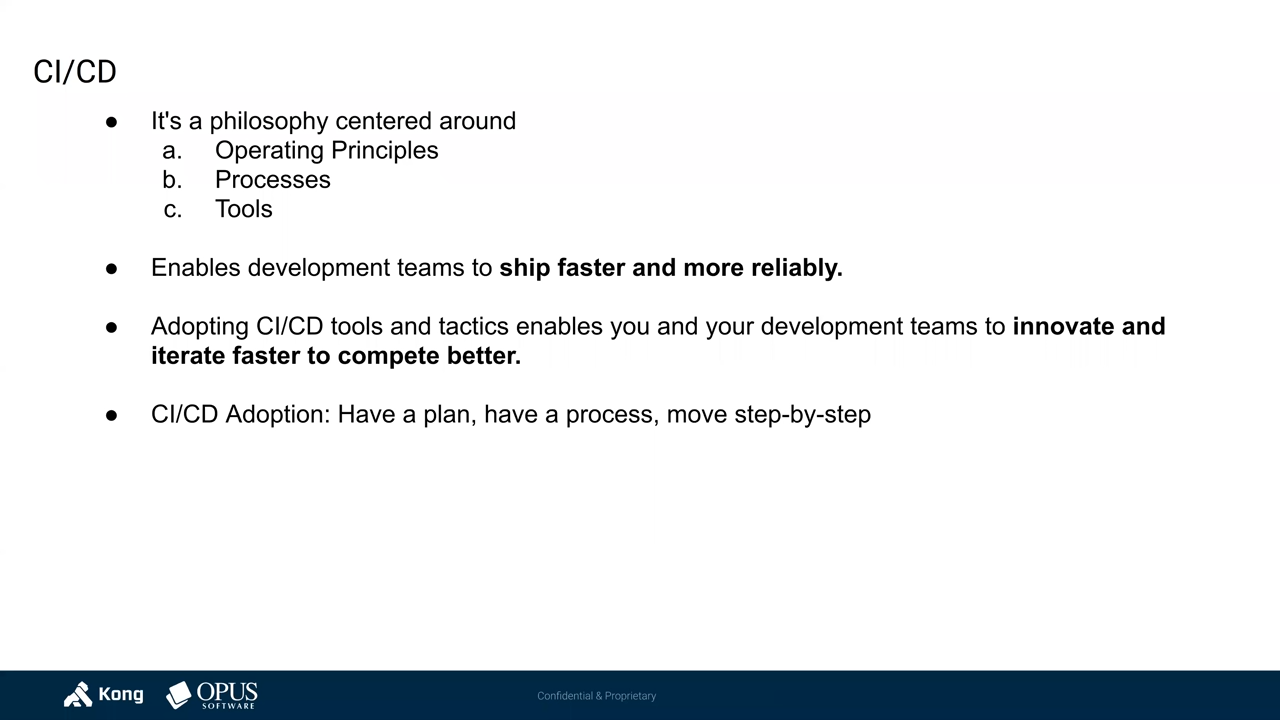 CI/CD
● It's a philosophy centered around
a. Operating Principles
b. Processes
c. Tools
● Enables development teams to ship faster and more reliably.
● Adopting CI/CD tools and tactics enables you and your development teams to innovate and
iterate faster to compete better.
● CI/CD Adoption: Have a plan, have a process, move step-by-step
Kong
OPUS
SOFTWARE
Confidential & Proprietary